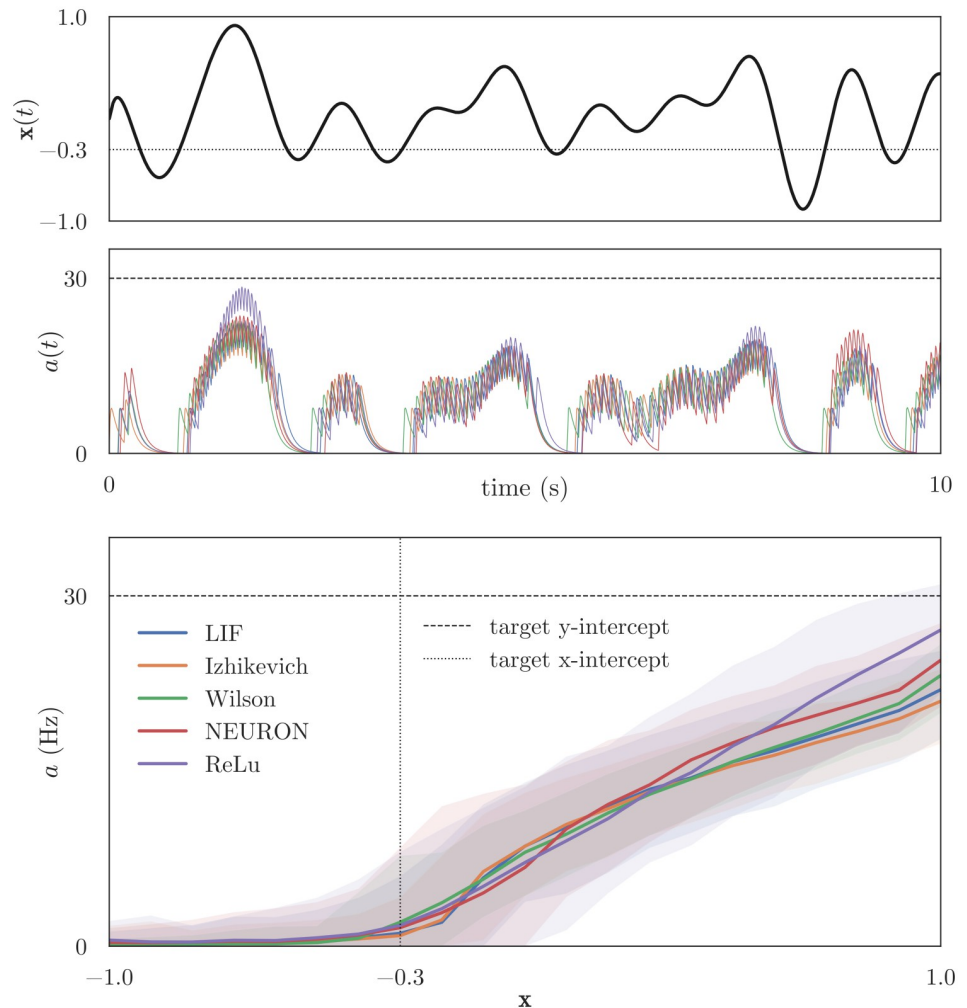 1.0
x(t)
−0.3
−1.0
30
a(t)
0
0
time (s)
10
30
LIF
Izhikevich
Wilson
NEURON
ReLu
target y-intercept
target x-intercept
a (Hz)
0
−1.0
−0.3
1.0
x